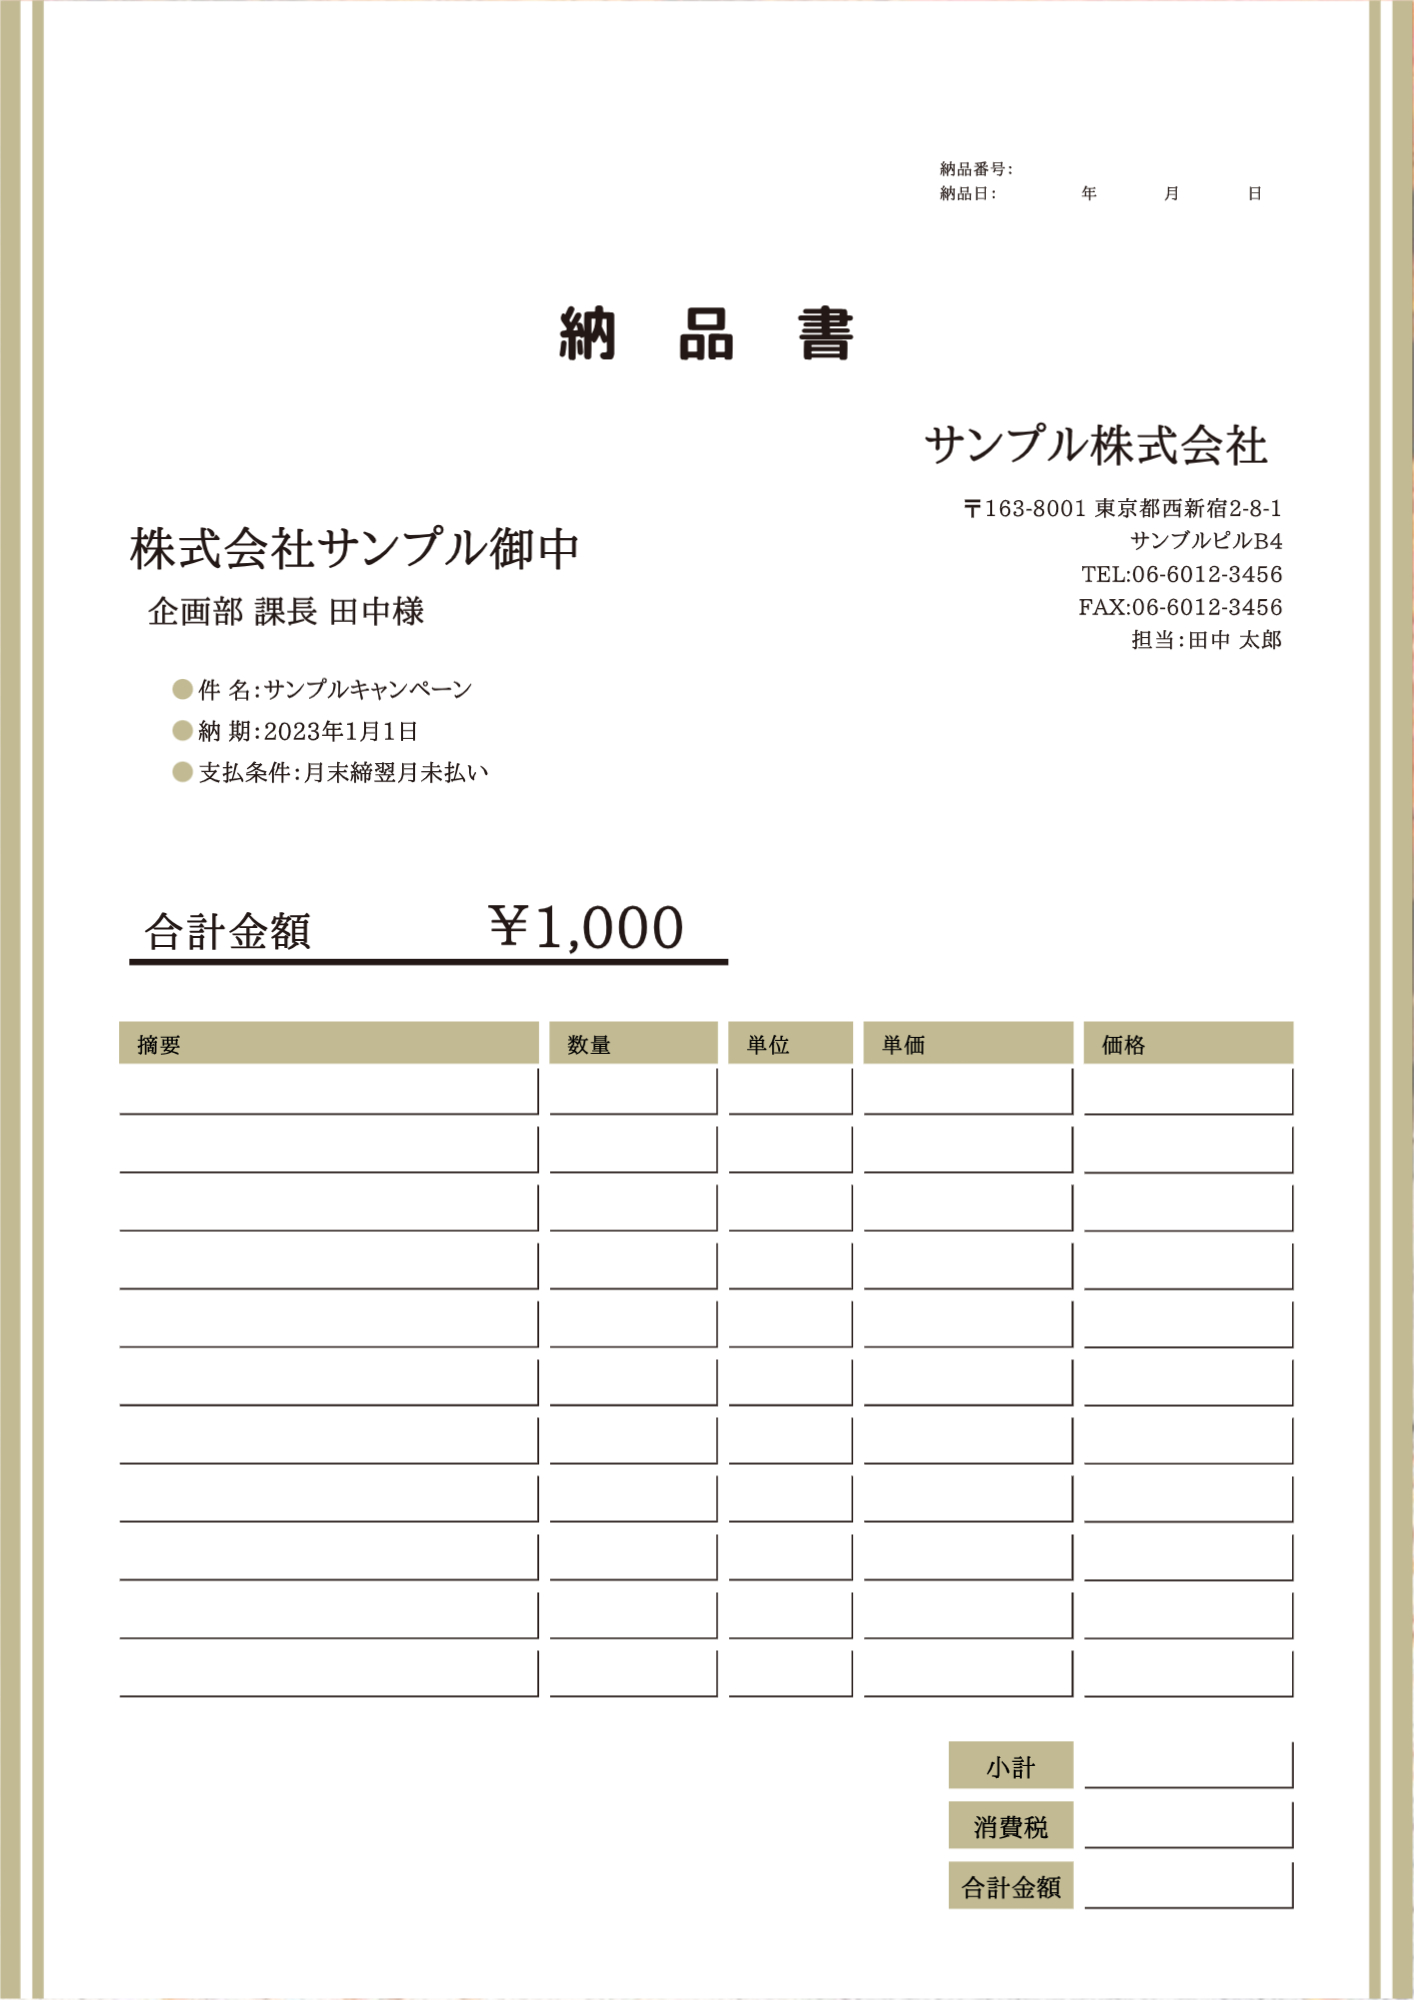 納品番号：
納品日： 年 月 日
納 品 書
サンプル株式会社
〒163-8001 東京都西新宿2-8-1
サンブルピルB4
TEL:06-6012-3456
FAX:06-6012-3456
担当：田中 太郎
株式会社サンプル御中
企画部 課長 田中様
●件 名：サンプルキャンペーン
●納 期：2023年1月1日
●支払条件：月末締翌月未払い
合計金額 ¥1,000
摘要 数量 単位 単価 価格
小計
消費税
合計金額